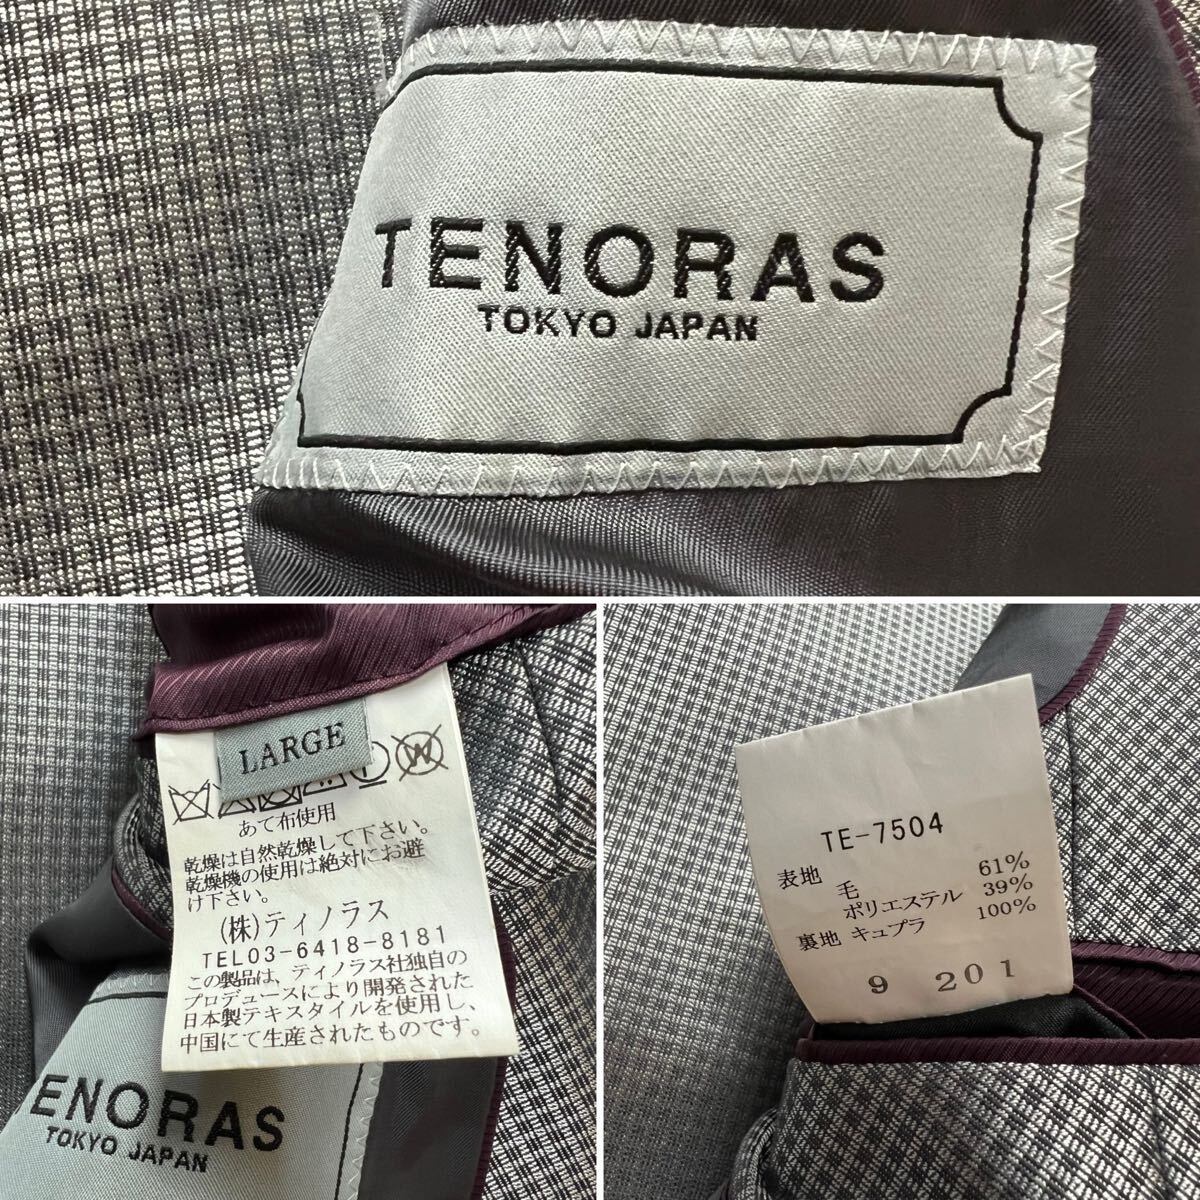 TENORAS
TOKYO JAPAN
LARGE
W
あて布使用
乾燥は自然乾燥して下さい。
乾燥機の使用は絶対にお避
け下さい。
(株)ティノラス
TEL03-6418-8181
この製品は、ティノラス社独自の
プロデュースにより開発された
日本製テキスタイルを使用し、
中国にて生産されたものです。
ENORAS
TOKYO JAPAN
TE-7504
表地 毛 61%
ポリエステル 39%
裏地 キュプラ 100%
9 201